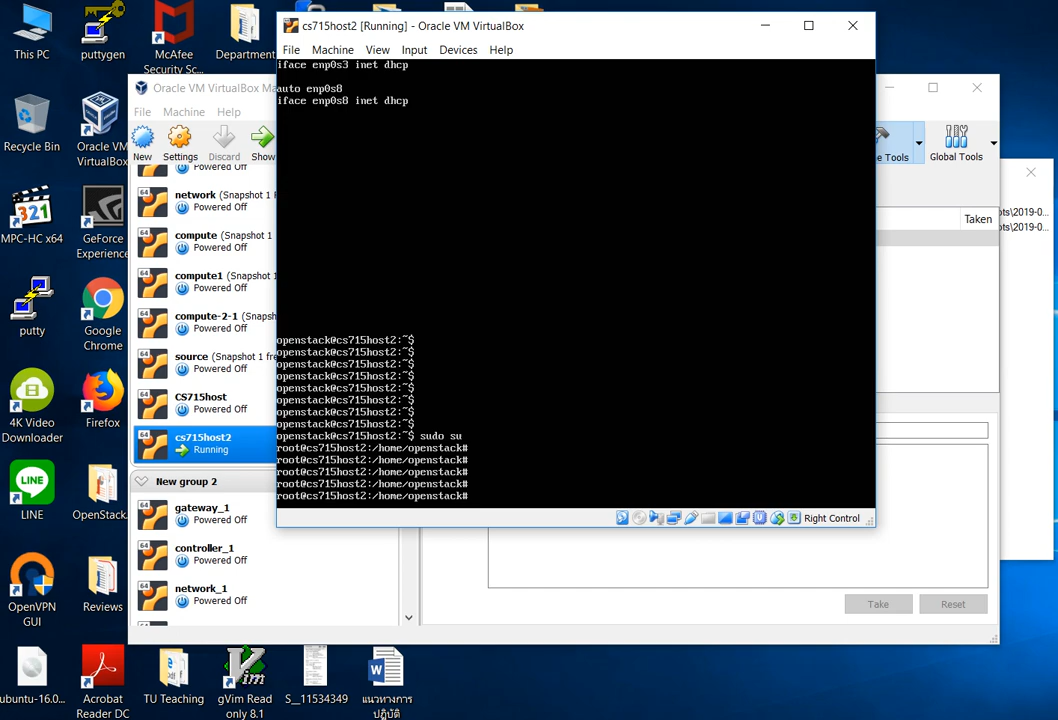 This PC
puttygen
McAfee
Security Sc...
Department
Recycle Bin
Oracle VM
VirtualBox
MPC-HC x64
GeForce
Experience
putty
Google
Chrome
4K Video
Downloader
Firefox
LINE
OpenStack.
OpenVPN
GUI
Reviews
ubuntu-16.0...
Acrobat
Reader DC
TU Teaching
gVim Read
only 8.1
S__11534349
แนวทางการ
ปฏิบัติ
Oracle VM VirtualBox Ma
File Machine Help
New
Settings
Discard
Show
e Tools
Global Tools
Taken
ots\2019-0...
ots\2019-0...
Powered Off
network (Snapshot 1
Powered Off
compute (Snapshot 1
Powered Off
compute1 (Snapshot 1
Powered Off
compute-2-1 (Snapsho
Powered Off
source (Snapshot 1 fre
Powered Off
CS715host
Powered Off
cs715host2
Running
New group 2
gateway_1
Powered Off
controller_1
Powered Off
network_1
Powered Off
Take
Reset
cs715host2 [Running] - Oracle VM VirtualBox
File Machine View Input Devices Help
iface enp0s3 inet dhcp
auto enp0s8
iface enp0s8 inet dhcp
openstack@cs715host2:~$
openstack@cs715host2:~$
openstack@cs715host2:~$
openstack@cs715host2:~$
openstack@cs715host2:~$
openstack@cs715host2:~$
openstack@cs715host2:~$
openstack@cs715host2:~$
openstack@cs715host2:~$ sudo su
root@cs715host2:/home/openstack#
root@cs715host2:/home/openstack#
root@cs715host2:/home/openstack#
root@cs715host2:/home/openstack#
root@cs715host2:/home/openstack#
Right Control